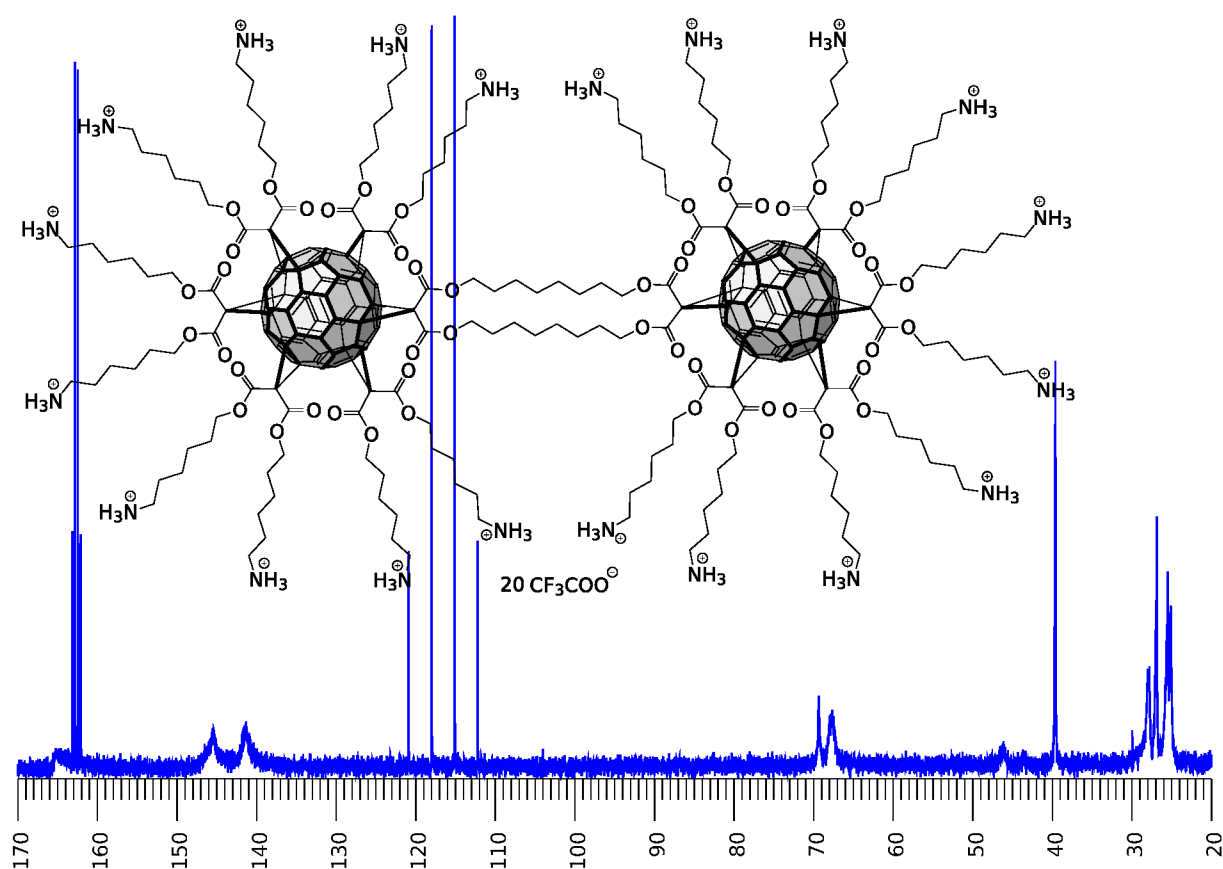 ⊕ ⊕ ⊕ ⊕
NH3 H3N NH3 H3N
⊕ ⊕
NH3 H3N
⊕
NH3
⊕
H3N
O O O O
O O O O O O O O
⊕
NH3
⊕
H3N
O O O O
O O O O
O O O O
O O O O
O O O O
O O O O
⊕
NH3
⊕
H3N
O O O O O O O O
O O O O
⊕
NH3
⊕
H3N
NH3 H3N
⊕ ⊕
⊕ ⊕ ⊕ ⊕
NH3 H3N NH3 H3N
20 CF3COO⊖
170 160 150 140 130 120 110 100 90 80 70 60 50 40 30 20